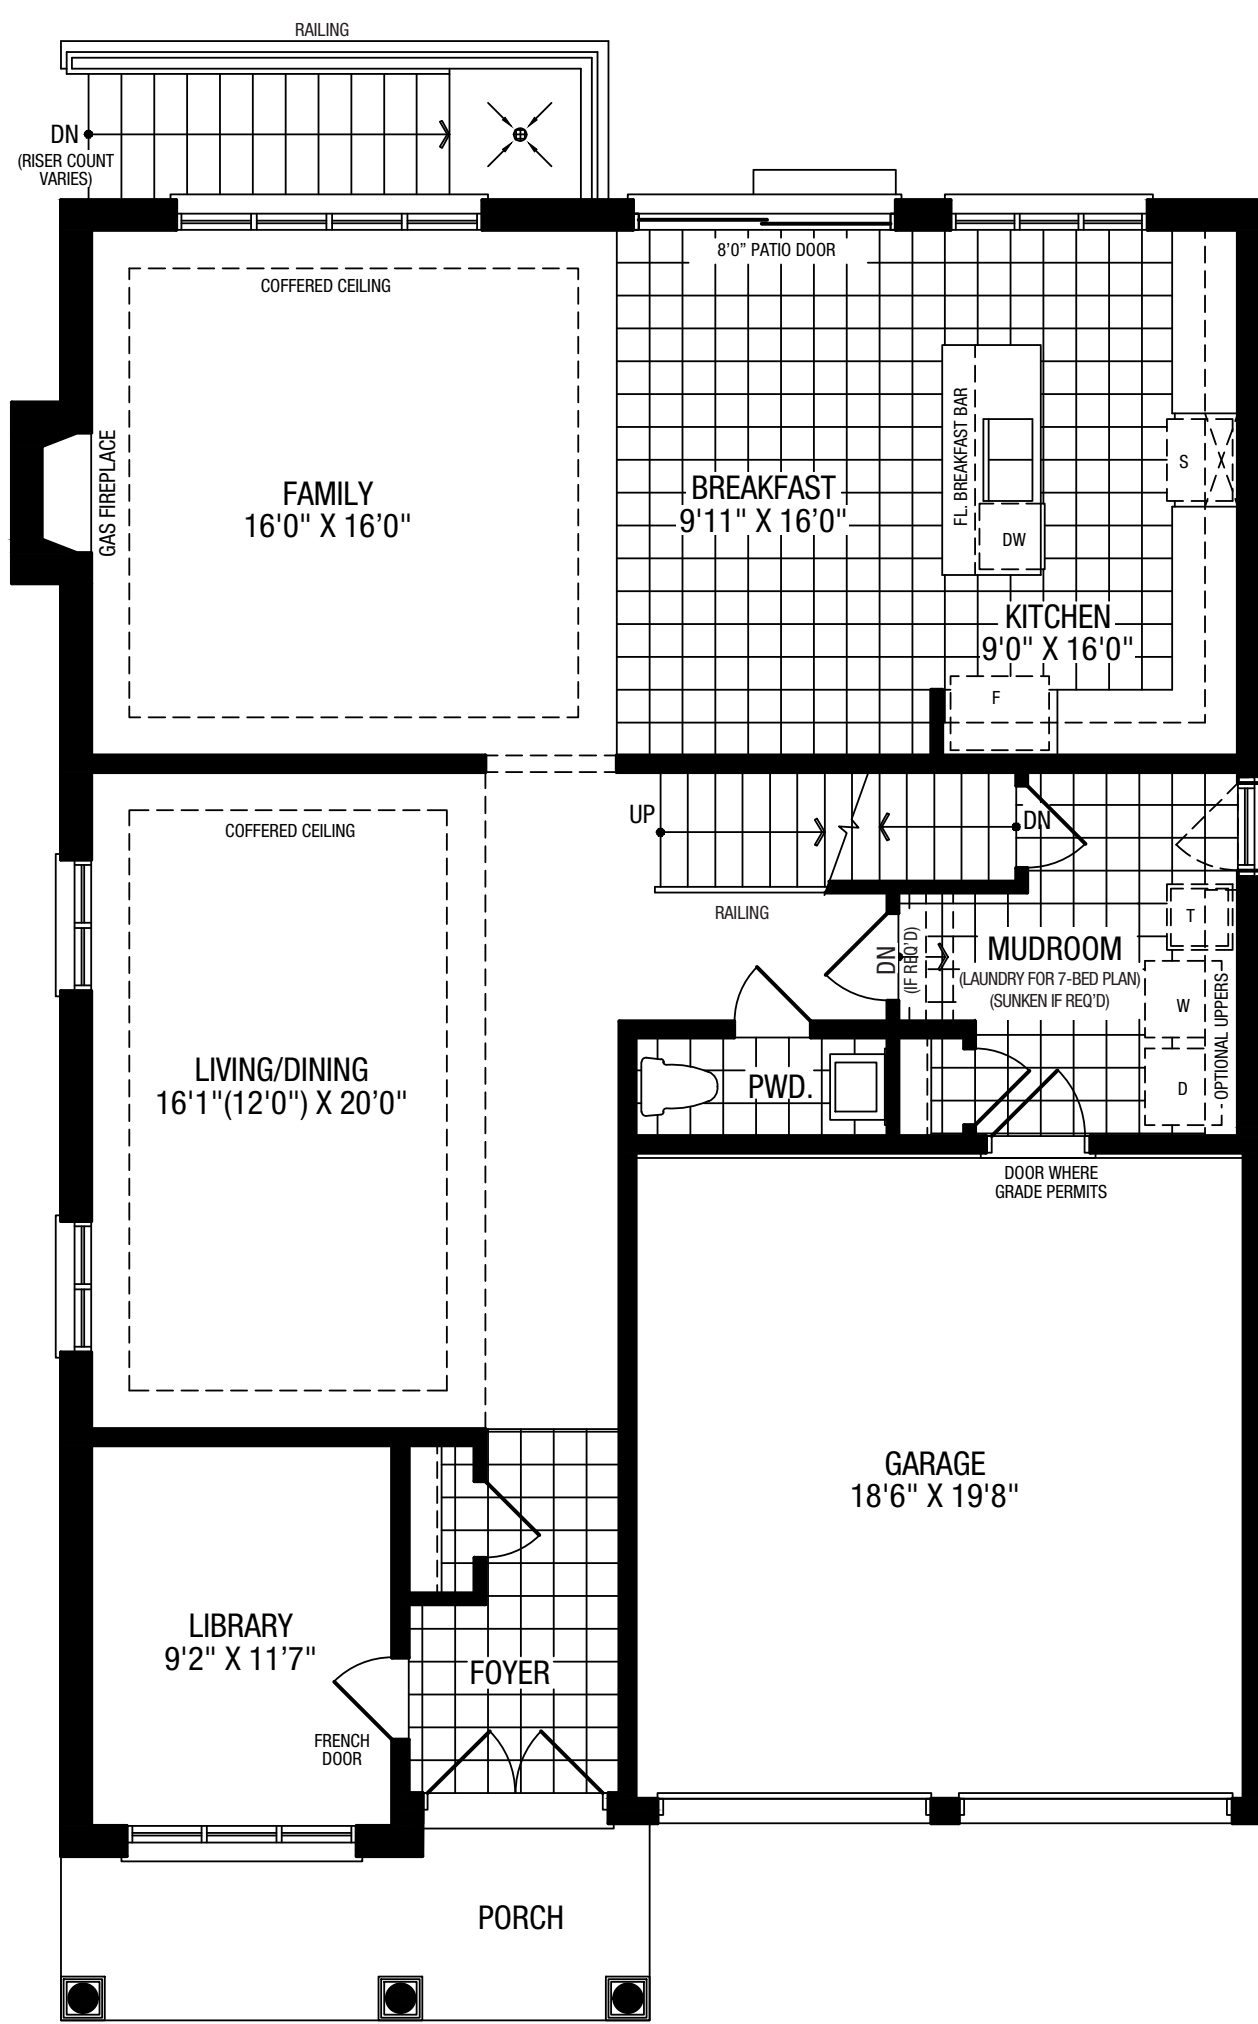 RAILING
DN
(RISER COUNT
VARIES)
8'0" PATIO DOOR
COFFERED CEILING
GAS FIREPLACE
FAMILY
16'0" X 16'0"
BREAKFAST
9'11" X 16'0"
FL. BREAKFAST BAR
S
DW
KITCHEN
9'0" X 16'0"
F
UP
DN
COFFERED CEILING
RAILING
DN
(IF REQ'D)
MUDROOM
(LAUNDRY FOR 7-BED PLAN)
(SUNKEN IF REQ'D)
T
W
D
OPTIONAL UPPERS
LIVING/DINING
16'1"(12'0") X 20'0"
PWD.
DOOR WHERE
GRADE PERMITS
GARAGE
18'6" X 19'8"
LIBRARY
9'2" X 11'7"
FOYER
FRENCH
DOOR
PORCH